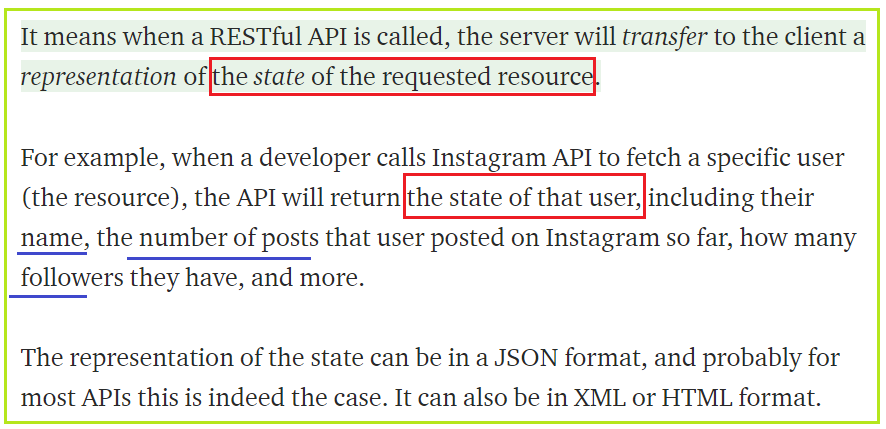 It means when a RESTful API is called, the server will transfer to the client a
representation of the state of the requested resource.
For example, when a developer calls Instagram API to fetch a specific user
(the resource), the API will return the state of that user, including their
name, the number of posts that user posted on Instagram so far, how many
followers they have, and more.
The representation of the state can be in a JSON format, and probably for
most APIs this is indeed the case. It can also be in XML or HTML format.